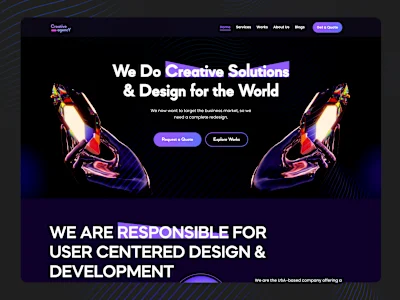 Creative
agency
Home
Services
Works
About Us
Blogs
Get a Quote
We Do Creative Solutions
& Design for the World
We now want to target the business market, so we
need a complete redesign.
Request a Quote
Explore Works
WE ARE RESPONSIBLE FOR
USER CENTERED DESIGN &
DEVELOPMENT
We are the USA-based company offering a